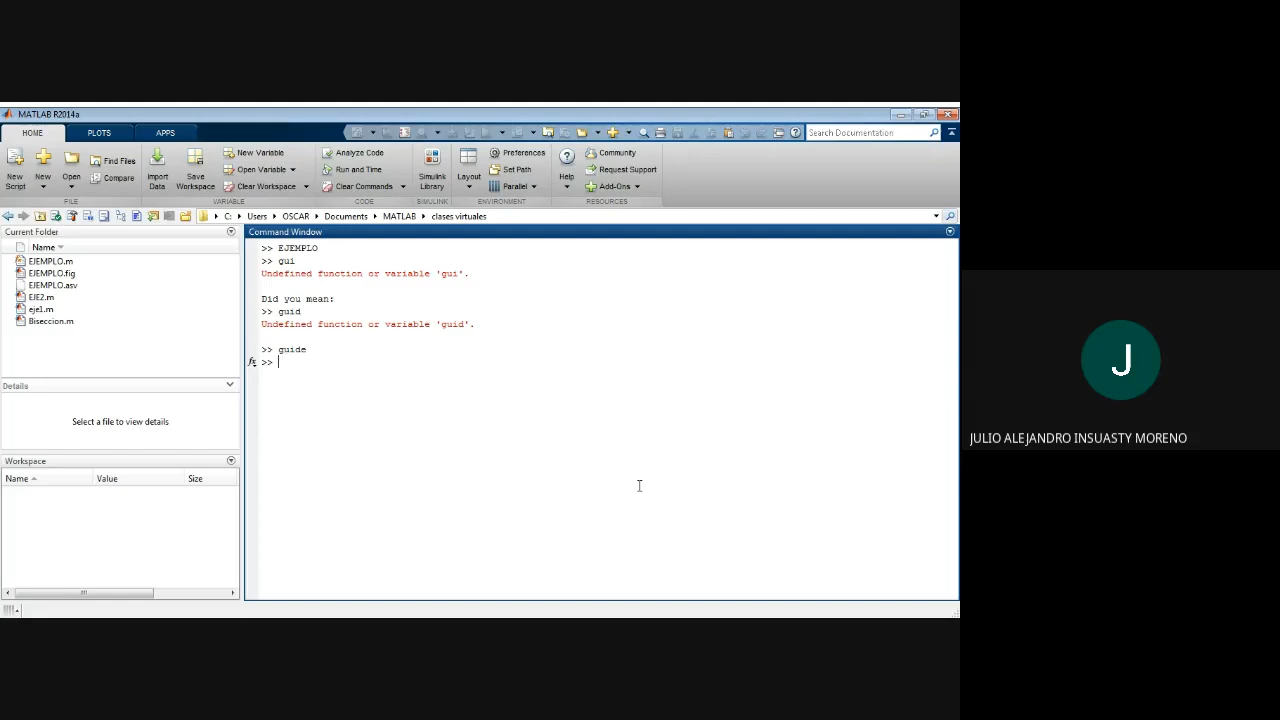 MATLAB R2014a
HOME
PLOTS
APPS
Search Documentation
New Script
New
Open
Find Files
Compare
Import Data
Save Workspace
New Variable
Open Variable
Clear Workspace
Analyze Code
Run and Time
Clear Commands
Simulink Library
Layout
Preferences
Set Path
Parallel
Help
Community
Request Support
Add-Ons
FILE
VARIABLE
CODE
SIMULINK
ENVIRONMENT
RESOURCES
C: Users OSCAR Documents MATLAB clases virtuales
Current Folder
Name
EJEMPLO.m
EJEMPLO.fig
EJEMPLO.asv
EJE2.m
eje1.m
Biseccion.m
Details
Select a file to view details
Workspace
Name Value Size
Command Window
>> EJEMPLO
>> gui
Undefined function or variable 'gui'.
Did you mean:
>> guid
Undefined function or variable 'guid'.
>> guide
fx >>
J
JULIO ALEJANDRO INSUASTY MORENO